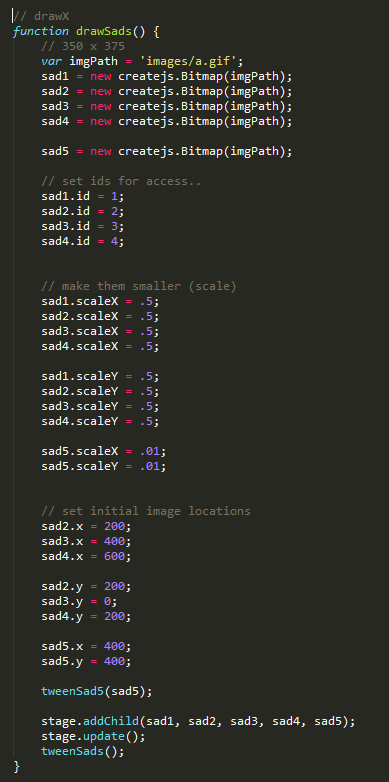 // drawX
function drawSads() {
// 350 x 375
var imgPath = 'images/a.gif';
sad1 = new createjs.Bitmap(imgPath);
sad2 = new createjs.Bitmap(imgPath);
sad3 = new createjs.Bitmap(imgPath);
sad4 = new createjs.Bitmap(imgPath);
sad5 = new createjs.Bitmap(imgPath);
// set ids for access..
sad1.id = 1;
sad2.id = 2;
sad3.id = 3;
sad4.id = 4;
// make them smaller (scale)
sad1.scaleX = .5;
sad2.scaleX = .5;
sad3.scaleX = .5;
sad4.scaleX = .5;
sad1.scaleY = .5;
sad2.scaleY = .5;
sad3.scaleY = .5;
sad4.scaleY = .5;
sad5.scaleX = .01;
sad5.scaleY = .01;
// set initial image locations
sad2.x = 200;
sad3.x = 400;
sad4.x = 600;
sad2.y = 200;
sad3.y = 0;
sad4.y = 200;
sad5.x = 400;
sad5.y = 400;
tweenSad5(sad5);
stage.addChild(sad1, sad2, sad3, sad4, sad5);
stage.update();
tweenSads();
}